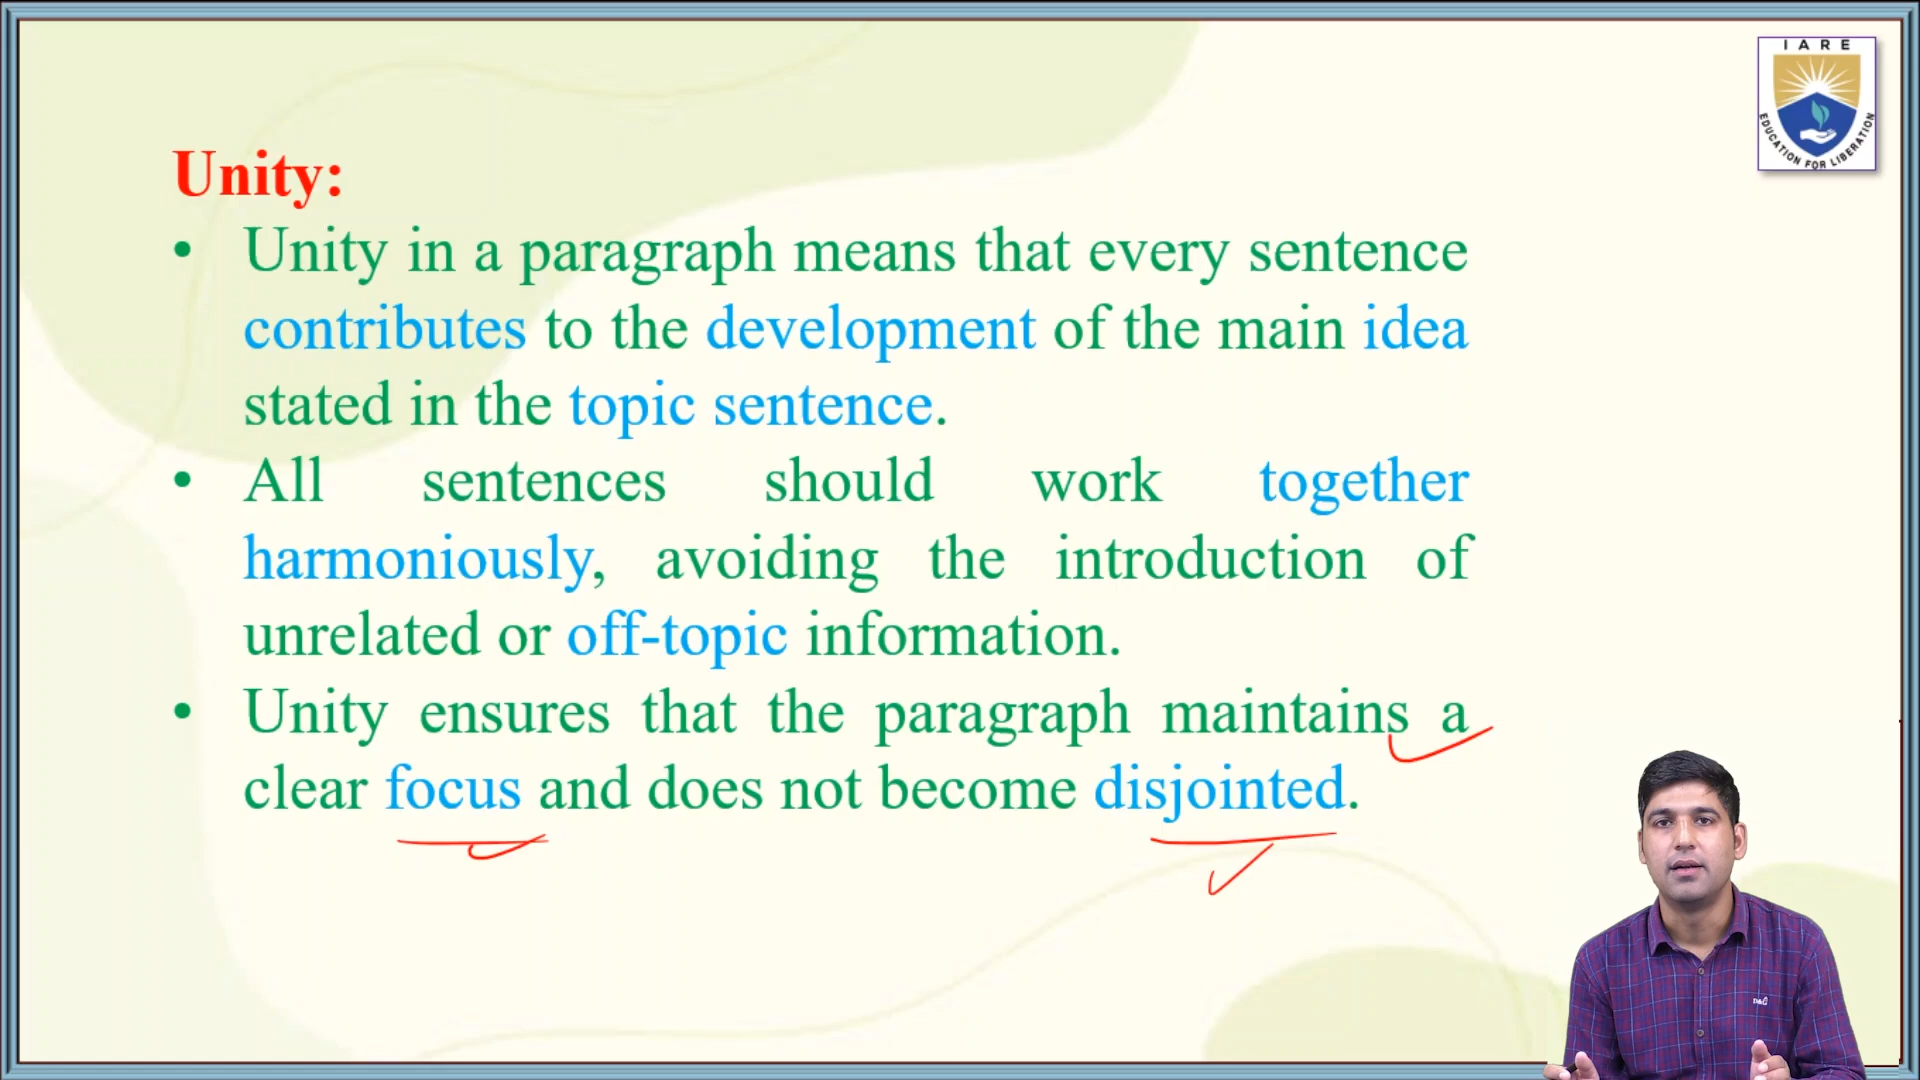 IARE
EDUCATION FOR LIBERATION
Unity:
• Unity in a paragraph means that every sentence
contributes to the development of the main idea
stated in the topic sentence.
• All sentences should work together
harmoniously, avoiding the introduction of
unrelated or off-topic information.
• Unity ensures that the paragraph maintains a
clear focus and does not become disjointed.